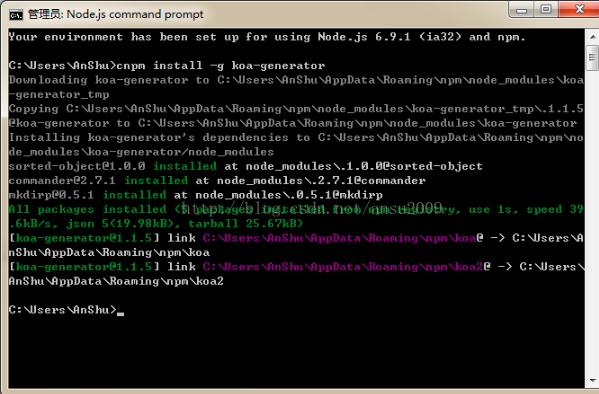 管理员: Node.js command prompt
Your environment has been set up for using Node.js 6.9.1 (ia32) and npm.
C:\Users\AnShu>cnpm install -g koa-generator
Downloading koa-generator to C:\Users\AnShu\AppData\Roaming\npm\node_modules\koa
-generator_tmp
Copying C:\Users\AnShu\AppData\Roaming\npm\node_modules\koa-generator_tmp\.1.1.5
@koa-generator to C:\Users\AnShu\AppData\Roaming\npm\node_modules\koa-generator
Installing koa-generator's dependencies to C:\Users\AnShu\AppData\Roaming\npm\no
de_modules\koa-generator/node_modules
sorted-object@1.0.0 installed at node_modules\.1.0.0@sorted-object
commander@2.7.1 installed at node_modules\.2.7.1@commander
mkdirp@0.5.1 installed at node_modules\.0.5.1@mkdirp
All packages installed (5 packages installed from npm registry, use 1s, speed 39
.6kB/s, json 5(19.98kB), tarball 25.67kB)
[koa-generator@1.1.5] link C:\Users\AnShu\AppData\Roaming\npm\koa@ -> C:\Users\A
nShu\AppData\Roaming\npm\koa
[koa-generator@1.1.5] link C:\Users\AnShu\AppData\Roaming\npm\koa2@ -> C:\Users\
AnShu\AppData\Roaming\npm\koa2
C:\Users\AnShu>